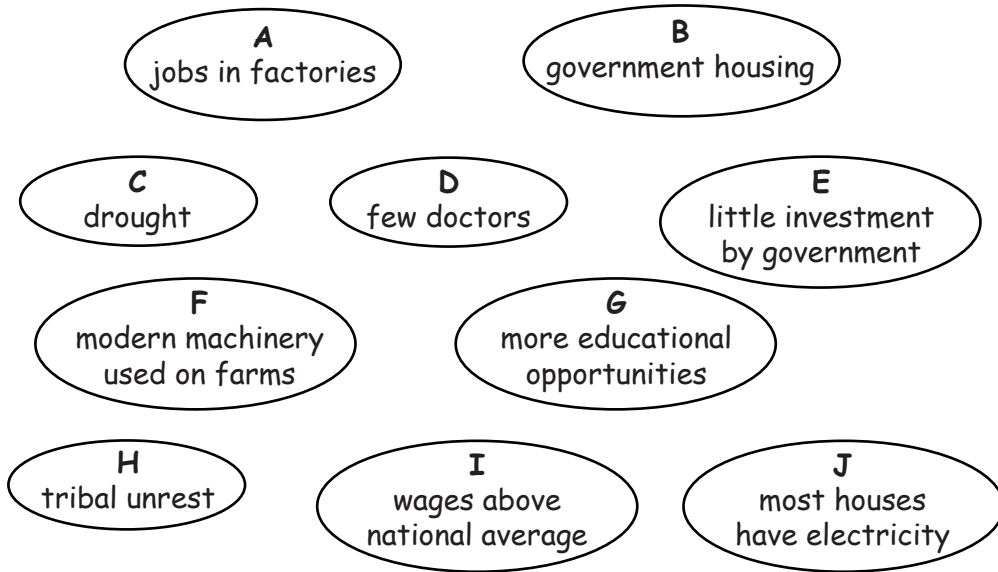 A
jobs in factories
B
government housing
C
drought
D
few doctors
E
little investment
by government
F
modern machinery
used on farms
G
more educational
opportunities
H
tribal unrest
I
wages above
national average
J
most houses
have electricity